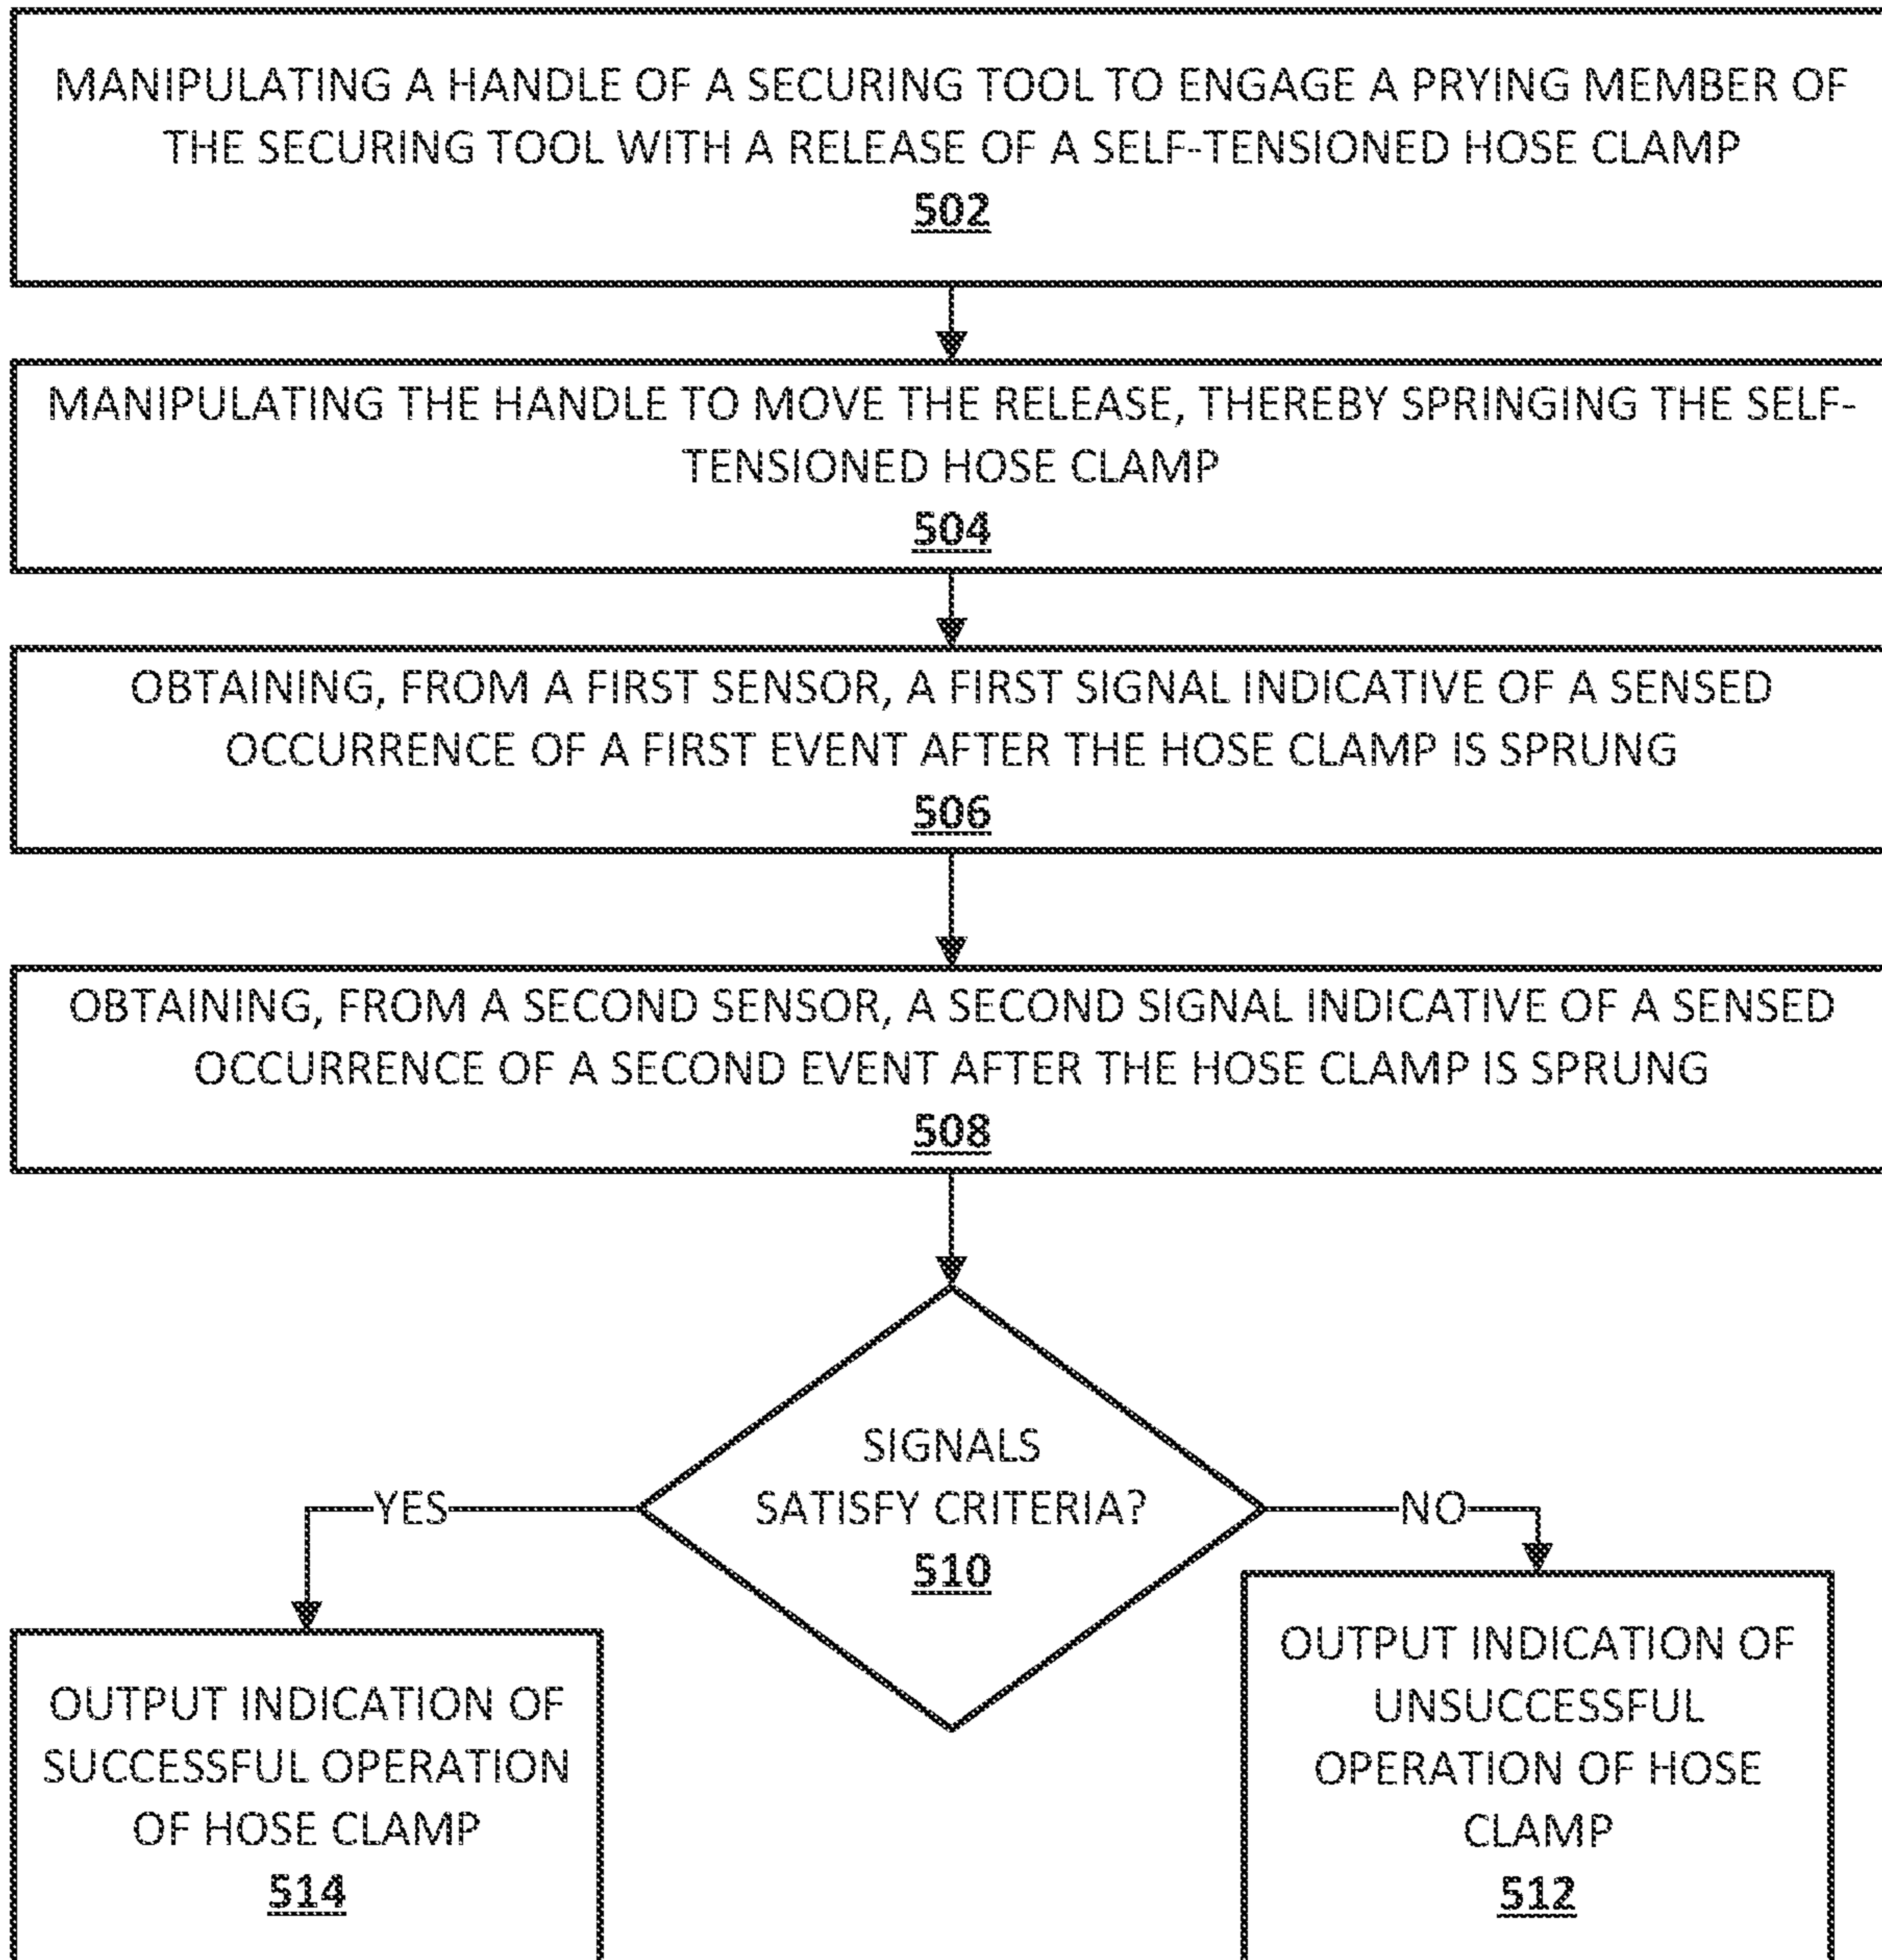 MANIPULATING A HANDLE OF A SECURING TOOL TO ENGAGE A PRYING MEMBER OF
THE SECURING TOOL WITH A RELEASE OF A SELF-TENSIONED HOSE CLAMP
502
MANIPULATING THE HANDLE TO MOVE THE RELEASE, THEREBY SPRINGING THE SELF-
TENSIONED HOSE CLAMP
504
OBTAINING, FROM A FIRST SENSOR, A FIRST SIGNAL INDICATIVE OF A SENSED
OCCURRENCE OF A FIRST EVENT AFTER THE HOSE CLAMP IS SPRUNG
506
OBTAINING, FROM A SECOND SENSOR, A SECOND SIGNAL INDICATIVE OF A SENSED
OCCURRENCE OF A SECOND EVENT AFTER THE HOSE CLAMP IS SPRUNG
508
SIGNALS
SATISFY CRITERIA?
510
YES
NO
OUTPUT INDICATION OF
SUCCESSFUL OPERATION
OF HOSE CLAMP
514
OUTPUT INDICATION OF
UNSUCCESSFUL
OPERATION OF HOSE
CLAMP
512